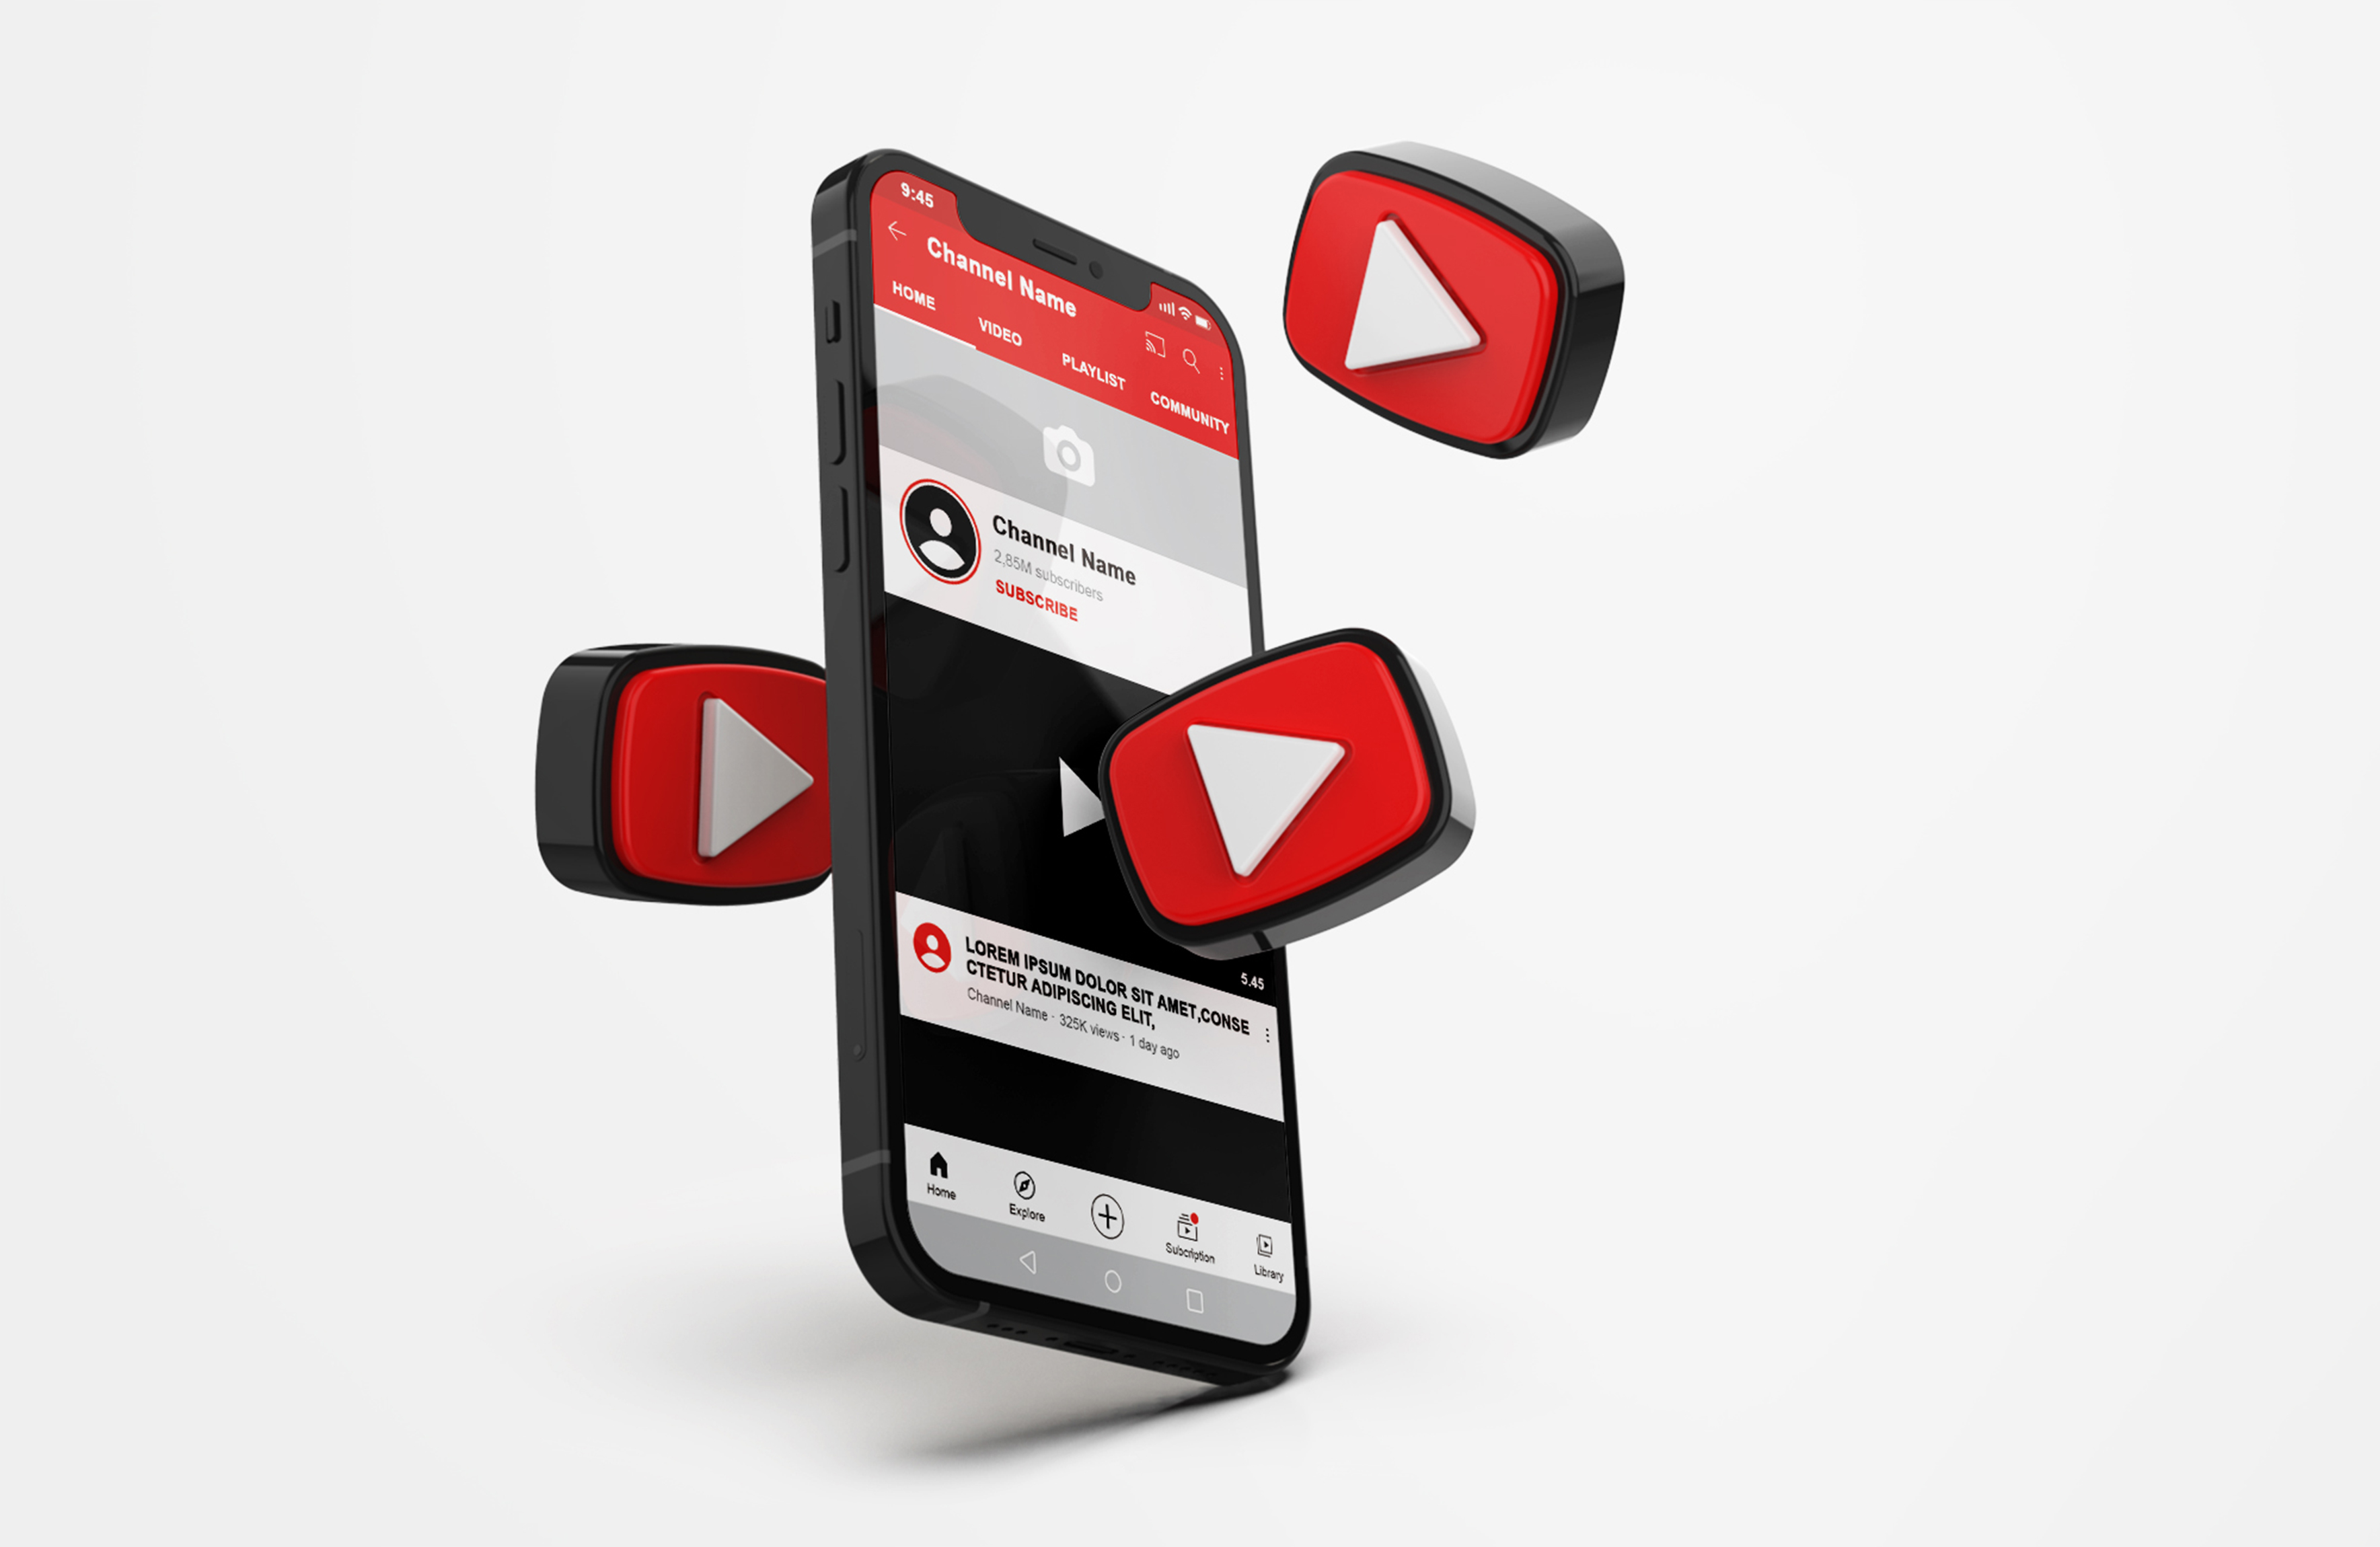 9:45
Channel Name
HOME
VIDEO
PLAYLIST
COMMUNITY
Channel Name
2,85M subscribers
SUBSCRIBE
5.45
LOREM IPSUM DOLOR SIT AMET,CONSE
CTETUR ADIPISCING ELIT,
Channel Name · 325K views · 1 day ago
Home
Explore
Subcription
Library